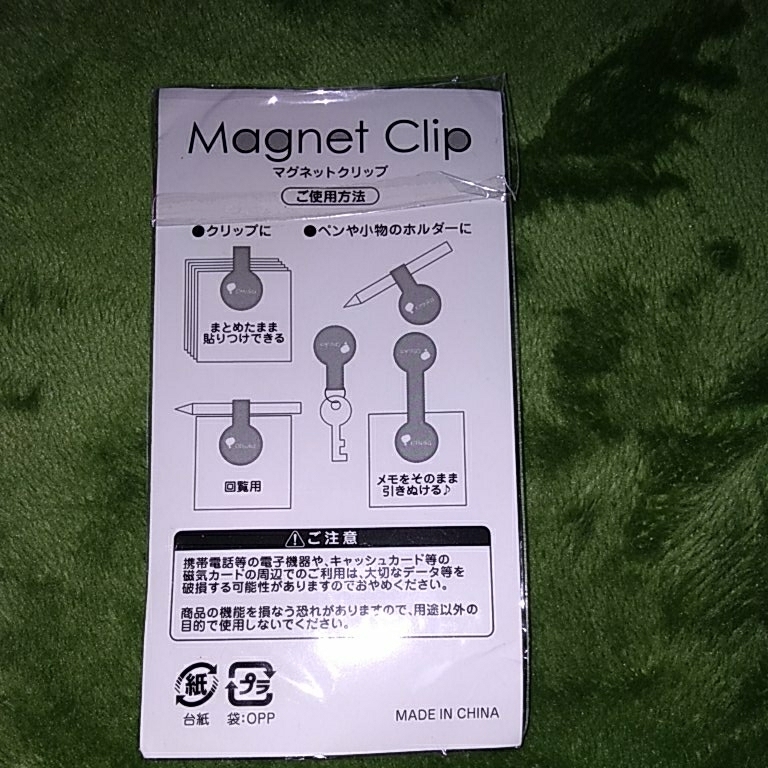 Magnet Clip
マグネットクリップ
ご使用方法
●クリップに
●ペンや小物のホルダーに
まとめたまま
貼りつけできる
回覧用
メモをそのまま
引きぬける♪
ご注意
携帯電話等の電子機器や、キャッシュカード等の
磁気カードの周辺でのご利用は、大切なデータ等を
破損する可能性がありますのでおやめください。
商品の機能を損なう恐れがありますので、用途以外の
目的で使用しないでください。
紙
プラ
台紙
袋:OPP
MADE IN CHINA